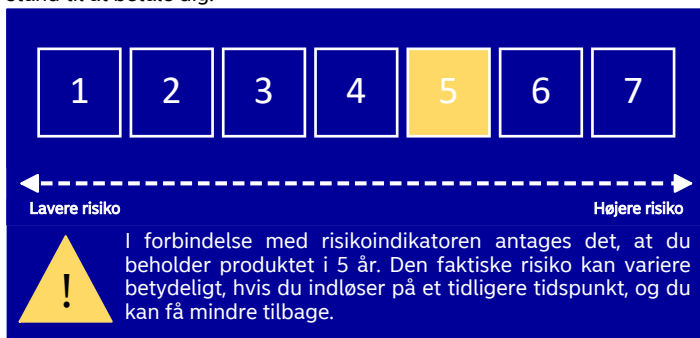 1 2 3 4 5 6 7
Lavere risiko Højere risiko
! I forbindelse med risikoindikatoren antages det, at du
beholder produktet i 5 år. Den faktiske risiko kan variere
betydeligt, hvis du indløser på et tidligere tidspunkt, og du
kan få mindre tilbage.